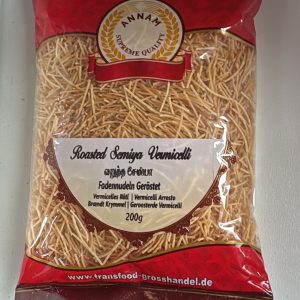 ANNAM
SUPREME QUALITY
Roasted Semiya Vermicelli
வறுத்த சேமியா
Fadennudeln Geröstet
Vermicelles Rôti | Vermicelli Arrosto
Brandt Krymmel | Geroosterde Vermicelli
200g
www.transfood-grosshandel.de